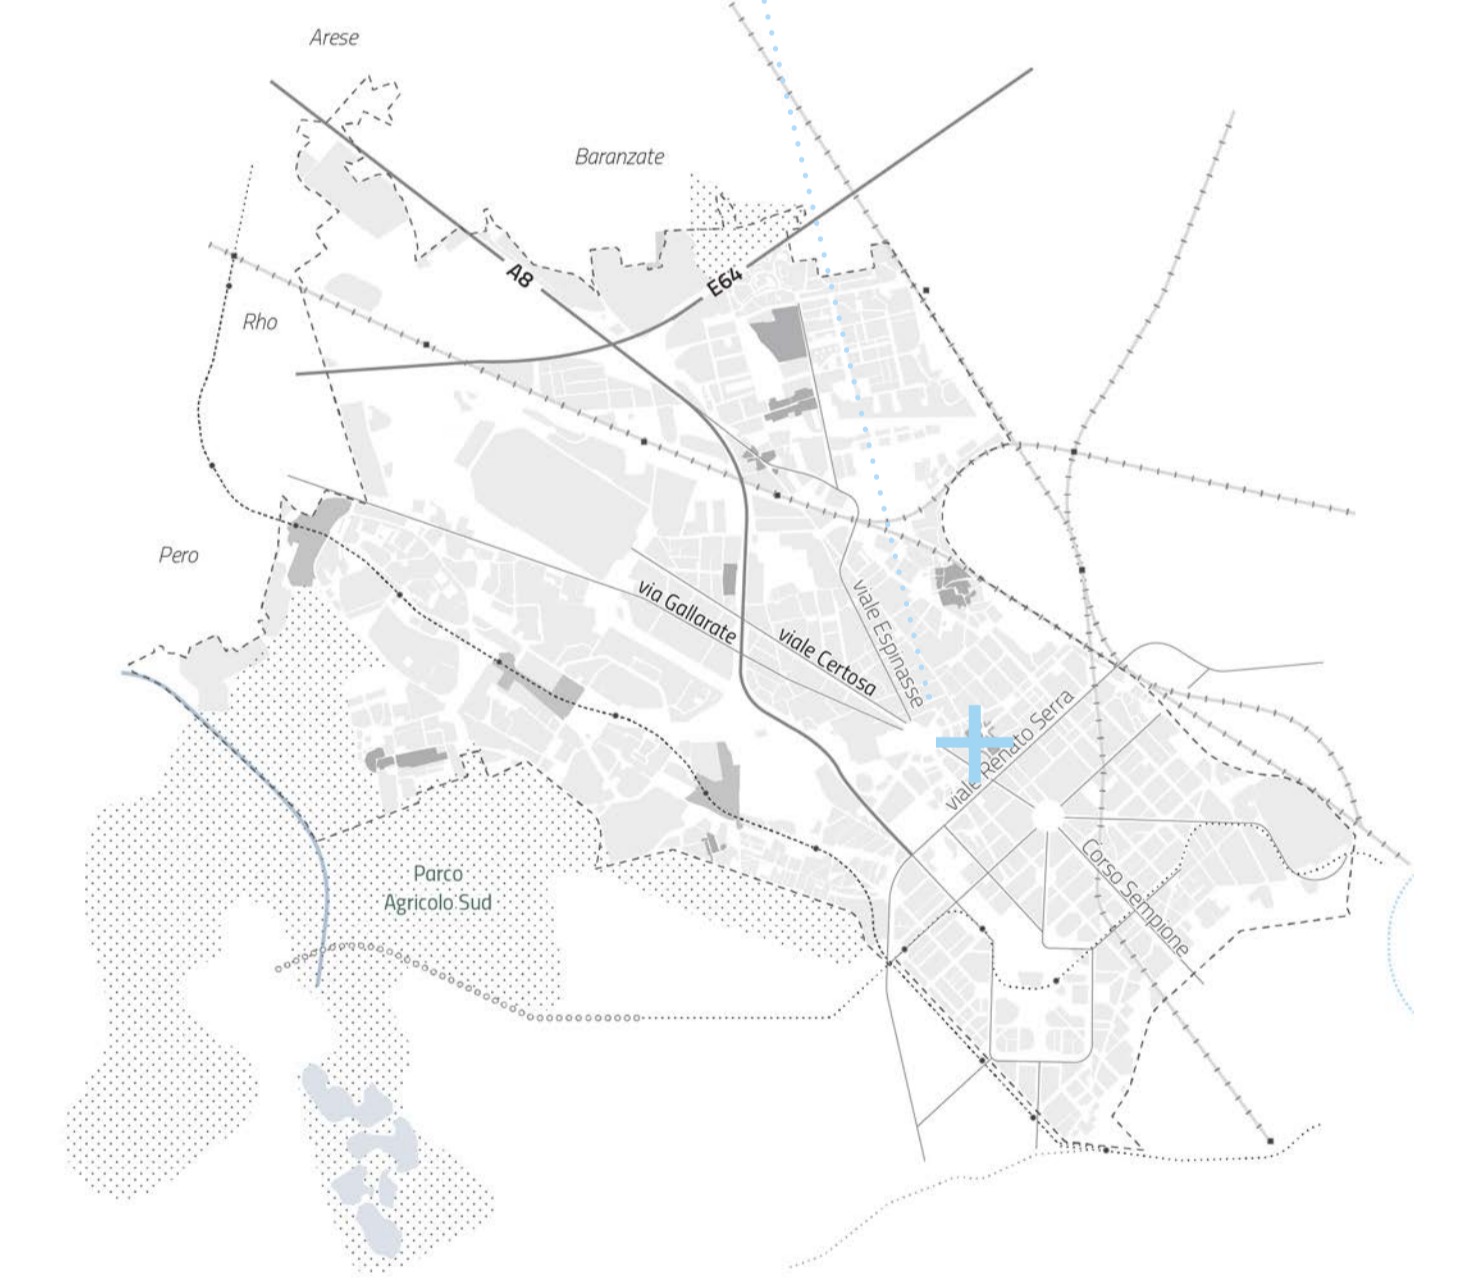 Arese
Baranzate
A8
E64
Rho
Pero
via Gallarate
viale Certosa
viale Espinasse
viale Renato Serra
Corso Sempione
Parco
Agricolo Sud